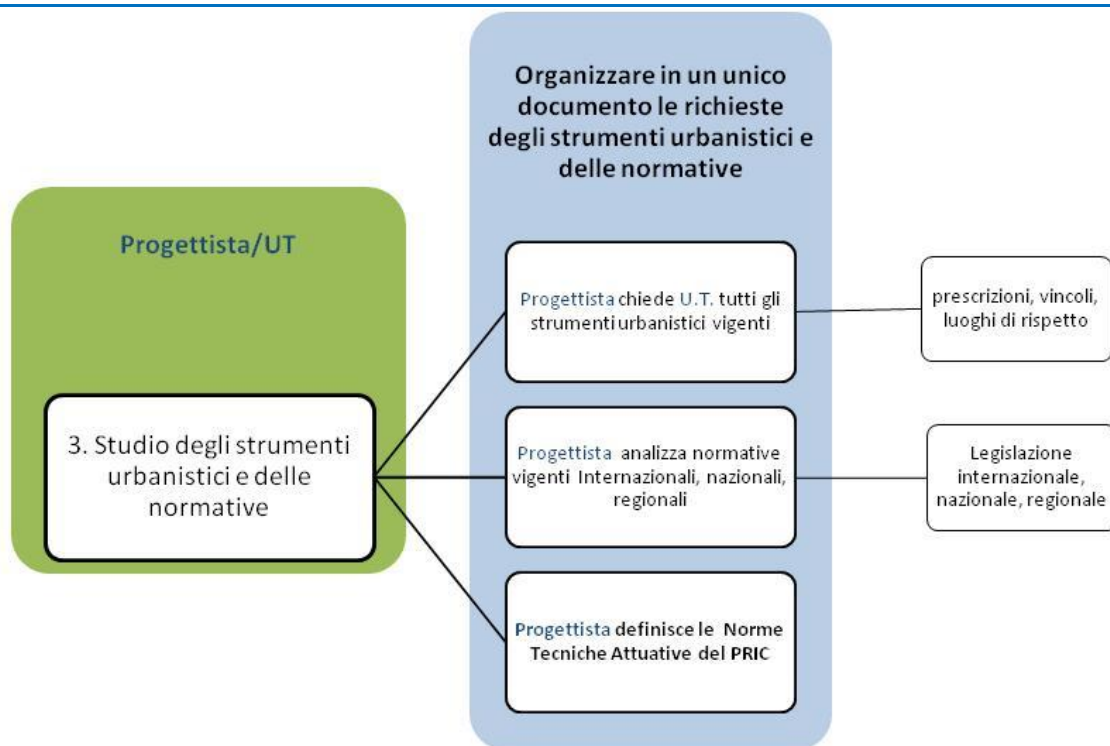 Organizzare in un unico
documento le richieste
degli strumenti urbanistici e
delle normative
Progettista/UT
3. Studio degli strumenti
urbanistici e delle
normative
Progettista chiede U.T. tutti gli
strumenti urbanistici vigenti
prescrizioni, vincoli,
luoghi di rispetto
Progettista analizza normative
vigenti Internazionali, nazionali,
regionali
Legislazione
internazionale,
nazionale, regionale
Progettista definisce le Norme
Tecniche Attuative del PRIC